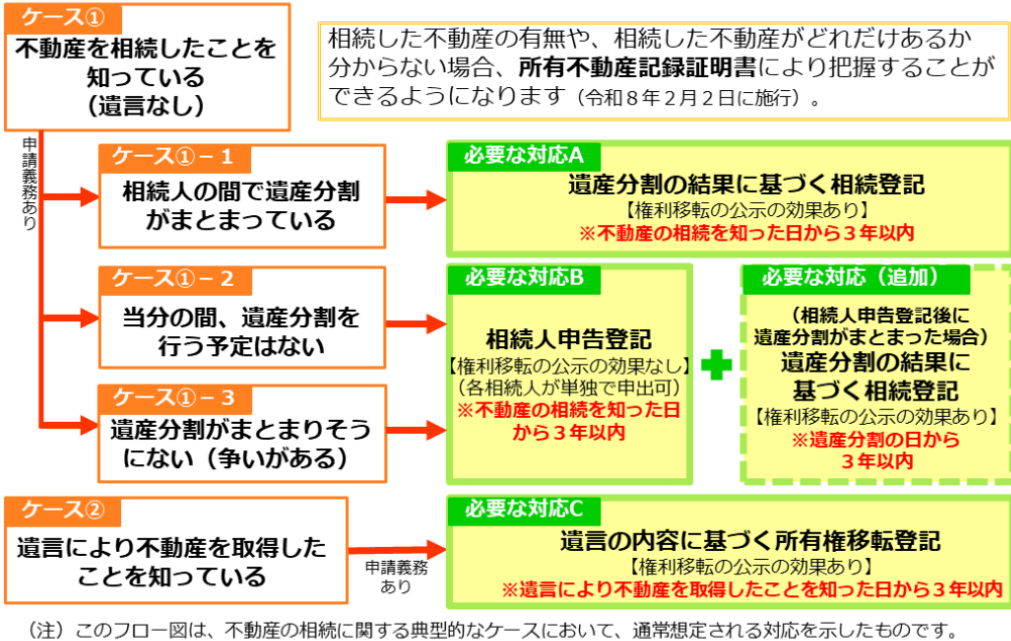 ケース①
不動産を相続したことを
知っている
（遺言なし）
相続した不動産の有無や、相続した不動産がどれだけあるか
分からない場合、所有不動産記録証明書により把握することが
できるようになります（令和８年２月２日に施行）。
申請義務あり
ケース①－１
相続人の間で遺産分割
がまとまっている
必要な対応A
遺産分割の結果に基づく相続登記
【権利移転の公示の効果あり】
※不動産の相続を知った日から３年以内
ケース①－２
当分の間、遺産分割を
行う予定はない
ケース①－３
遺産分割がまとまりそう
にない（争いがある）
必要な対応B
相続人申告登記
【権利移転の公示の効果なし】
（各相続人が単独で申出可）
※不動産の相続を知った日
から３年以内
必要な対応（追加）
（相続人申告登記後に
遺産分割がまとまった場合）
遺産分割の結果に
基づく相続登記
【権利移転の公示の効果あり】
※遺産分割の日から
３年以内
ケース②
遺言により不動産を取得した
ことを知っている
申請義務
あり
必要な対応C
遺言の内容に基づく所有権移転登記
【権利移転の公示の効果あり】
※遺言により不動産を取得したことを知った日から３年以内
（注）このフロー図は、不動産の相続に関する典型的なケースにおいて、通常想定される対応を示したものです。